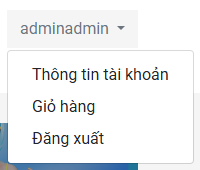 adminadmin
Thông tin tài khoản
Giỏ hàng
Đăng xuất